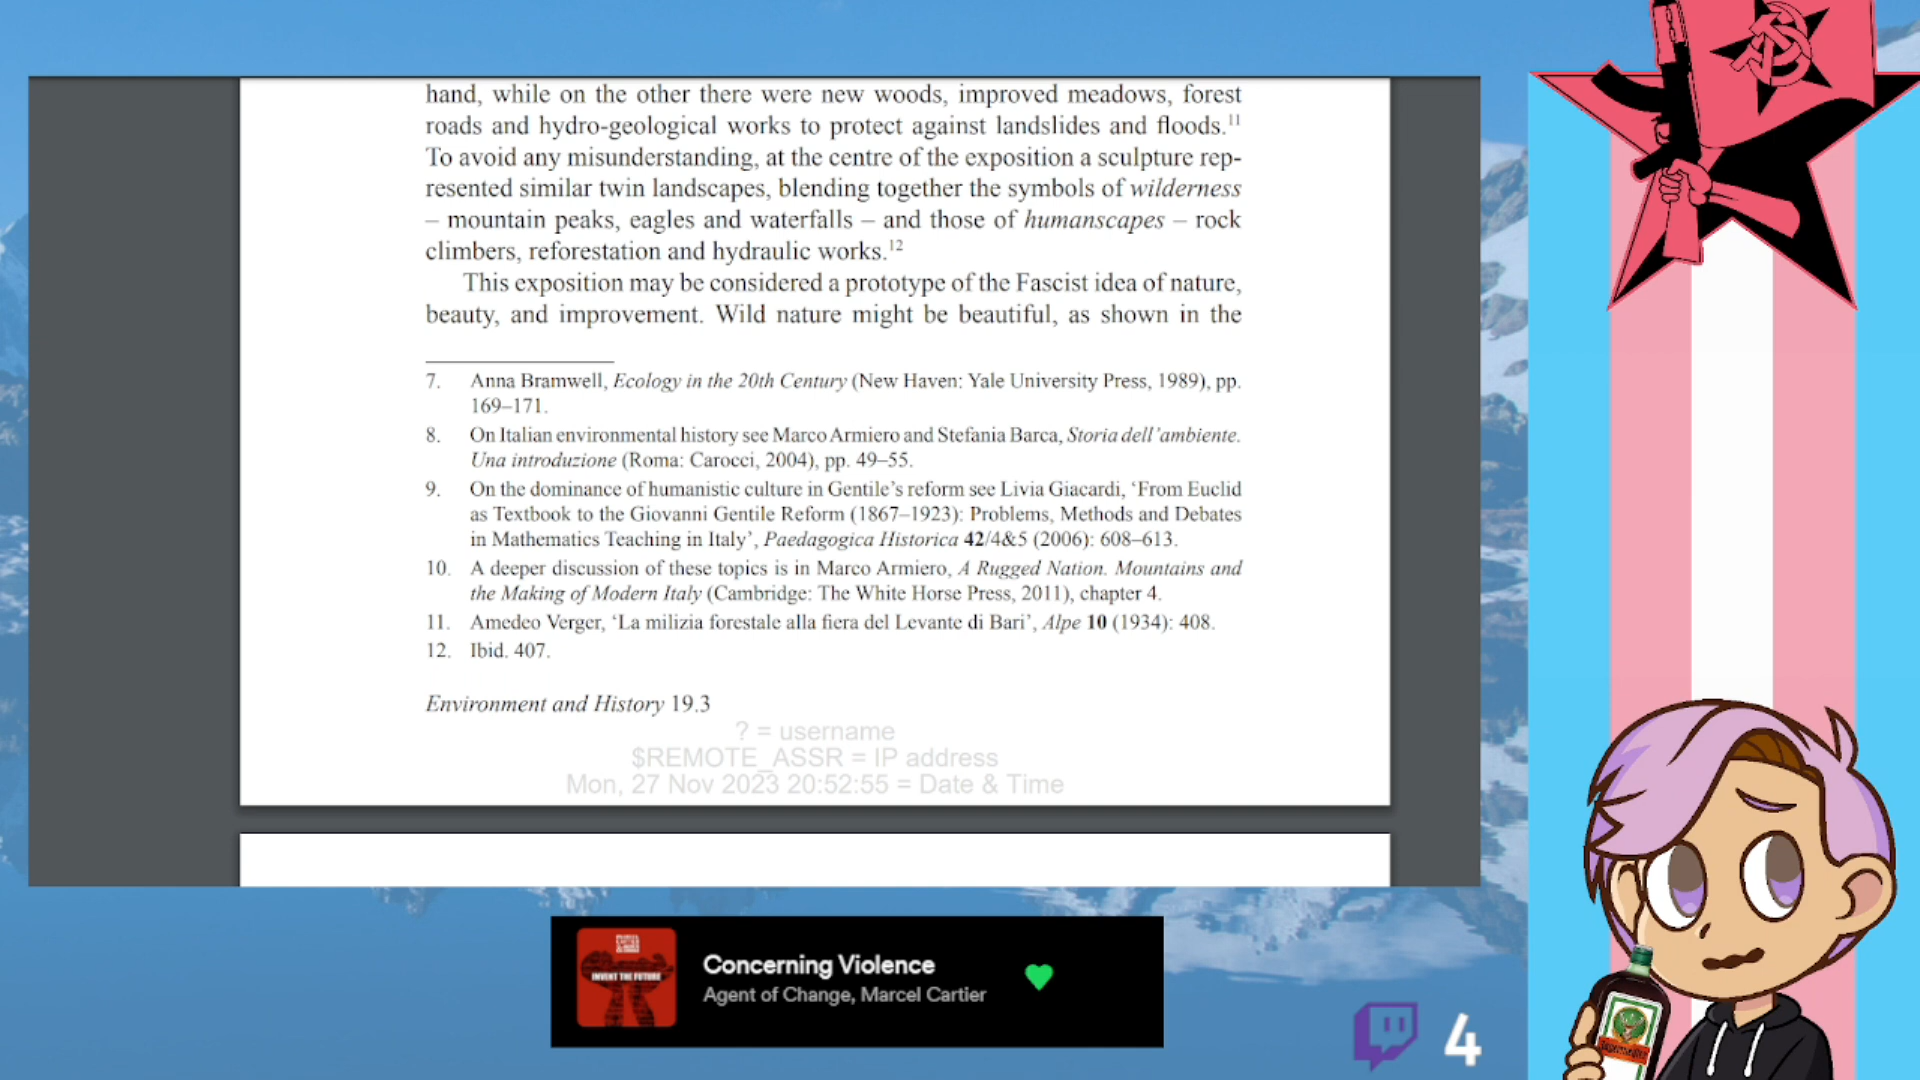 hand, while on the other there were new woods, improved meadows, forest
roads and hydro-geological works to protect against landslides and floods.11
To avoid any misunderstanding, at the centre of the exposition a sculpture rep-
resented similar twin landscapes, blending together the symbols of wilderness
– mountain peaks, eagles and waterfalls – and those of humanscapes – rock
climbers, reforestation and hydraulic works.12
This exposition may be considered a prototype of the Fascist idea of nature,
beauty, and improvement. Wild nature might be beautiful, as shown in the
7. Anna Bramwell, Ecology in the 20th Century (New Haven: Yale University Press, 1989), pp.
169–171.
8. On Italian environmental history see Marco Armiero and Stefania Barca, Storia dell'ambiente.
Una introduzione (Roma: Carocci, 2004), pp. 49–55.
9. On the dominance of humanistic culture in Gentile's reform see Livia Giacardi, 'From Euclid
as Textbook to the Giovanni Gentile Reform (1867–1923): Problems, Methods and Debates
in Mathematics Teaching in Italy', Paedagogica Historica 42/4&5 (2006): 608–613.
10. A deeper discussion of these topics is in Marco Armiero, A Rugged Nation. Mountains and
the Making of Modern Italy (Cambridge: The White Horse Press, 2011), chapter 4.
11. Amedeo Verger, 'La milizia forestale alla fiera del Levante di Bari', Alpe 10 (1934): 408.
12. Ibid. 407.
Environment and History 19.3
? = username
$REMOTE_ASSR = IP address
Mon, 27 Nov 2023 20:52:55 = Date & Time
INVENT THE FUTURE
Concerning Violence
Agent of Change, Marcel Cartier
4